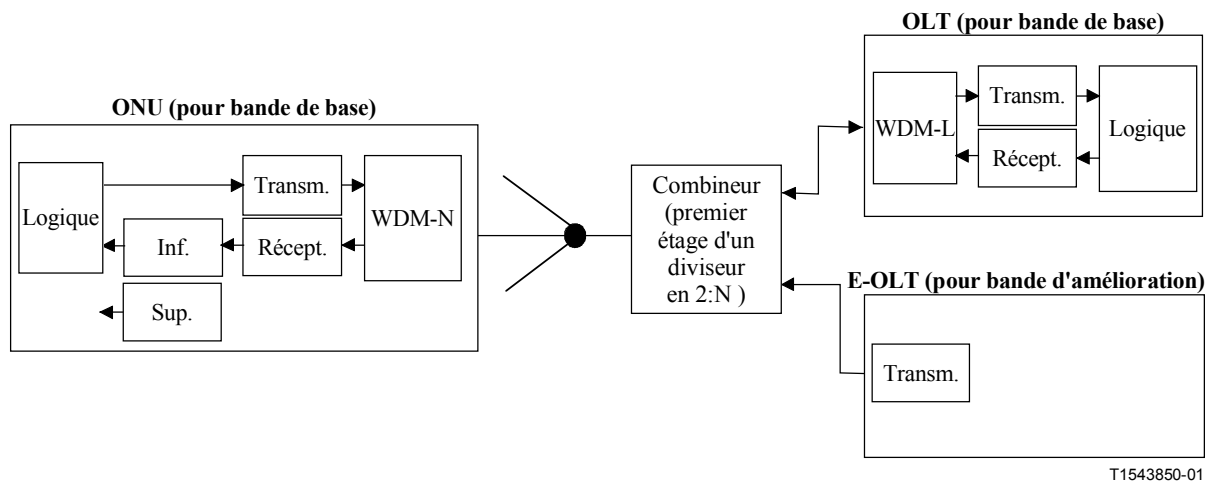 OLT (pour bande de base)
WDM-L
Transm.
Récept.
Logique
ONU (pour bande de base)
Logique
Transm.
WDM-N
Inf.
Récept.
Sup.
Combineur
(premier
étage d'un
diviseur
en 2:N )
E-OLT (pour bande d'amélioration)
Transm.
T1543850-01